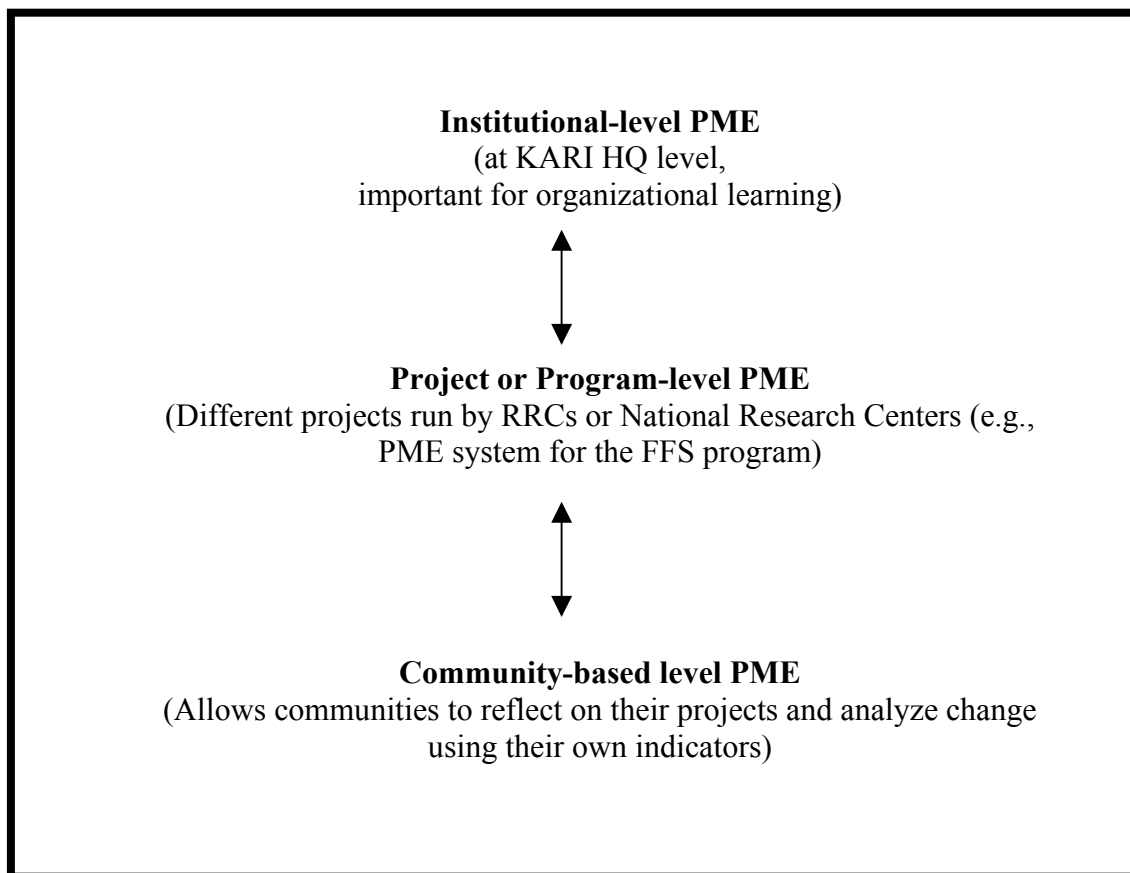 Institutional-level PME
(at KARI HQ level,
important for organizational learning)
Project or Program-level PME
(Different projects run by RRCs or National Research Centers (e.g.,
PME system for the FFS program)
Community-based level PME
(Allows communities to reflect on their projects and analyze change
using their own indicators)